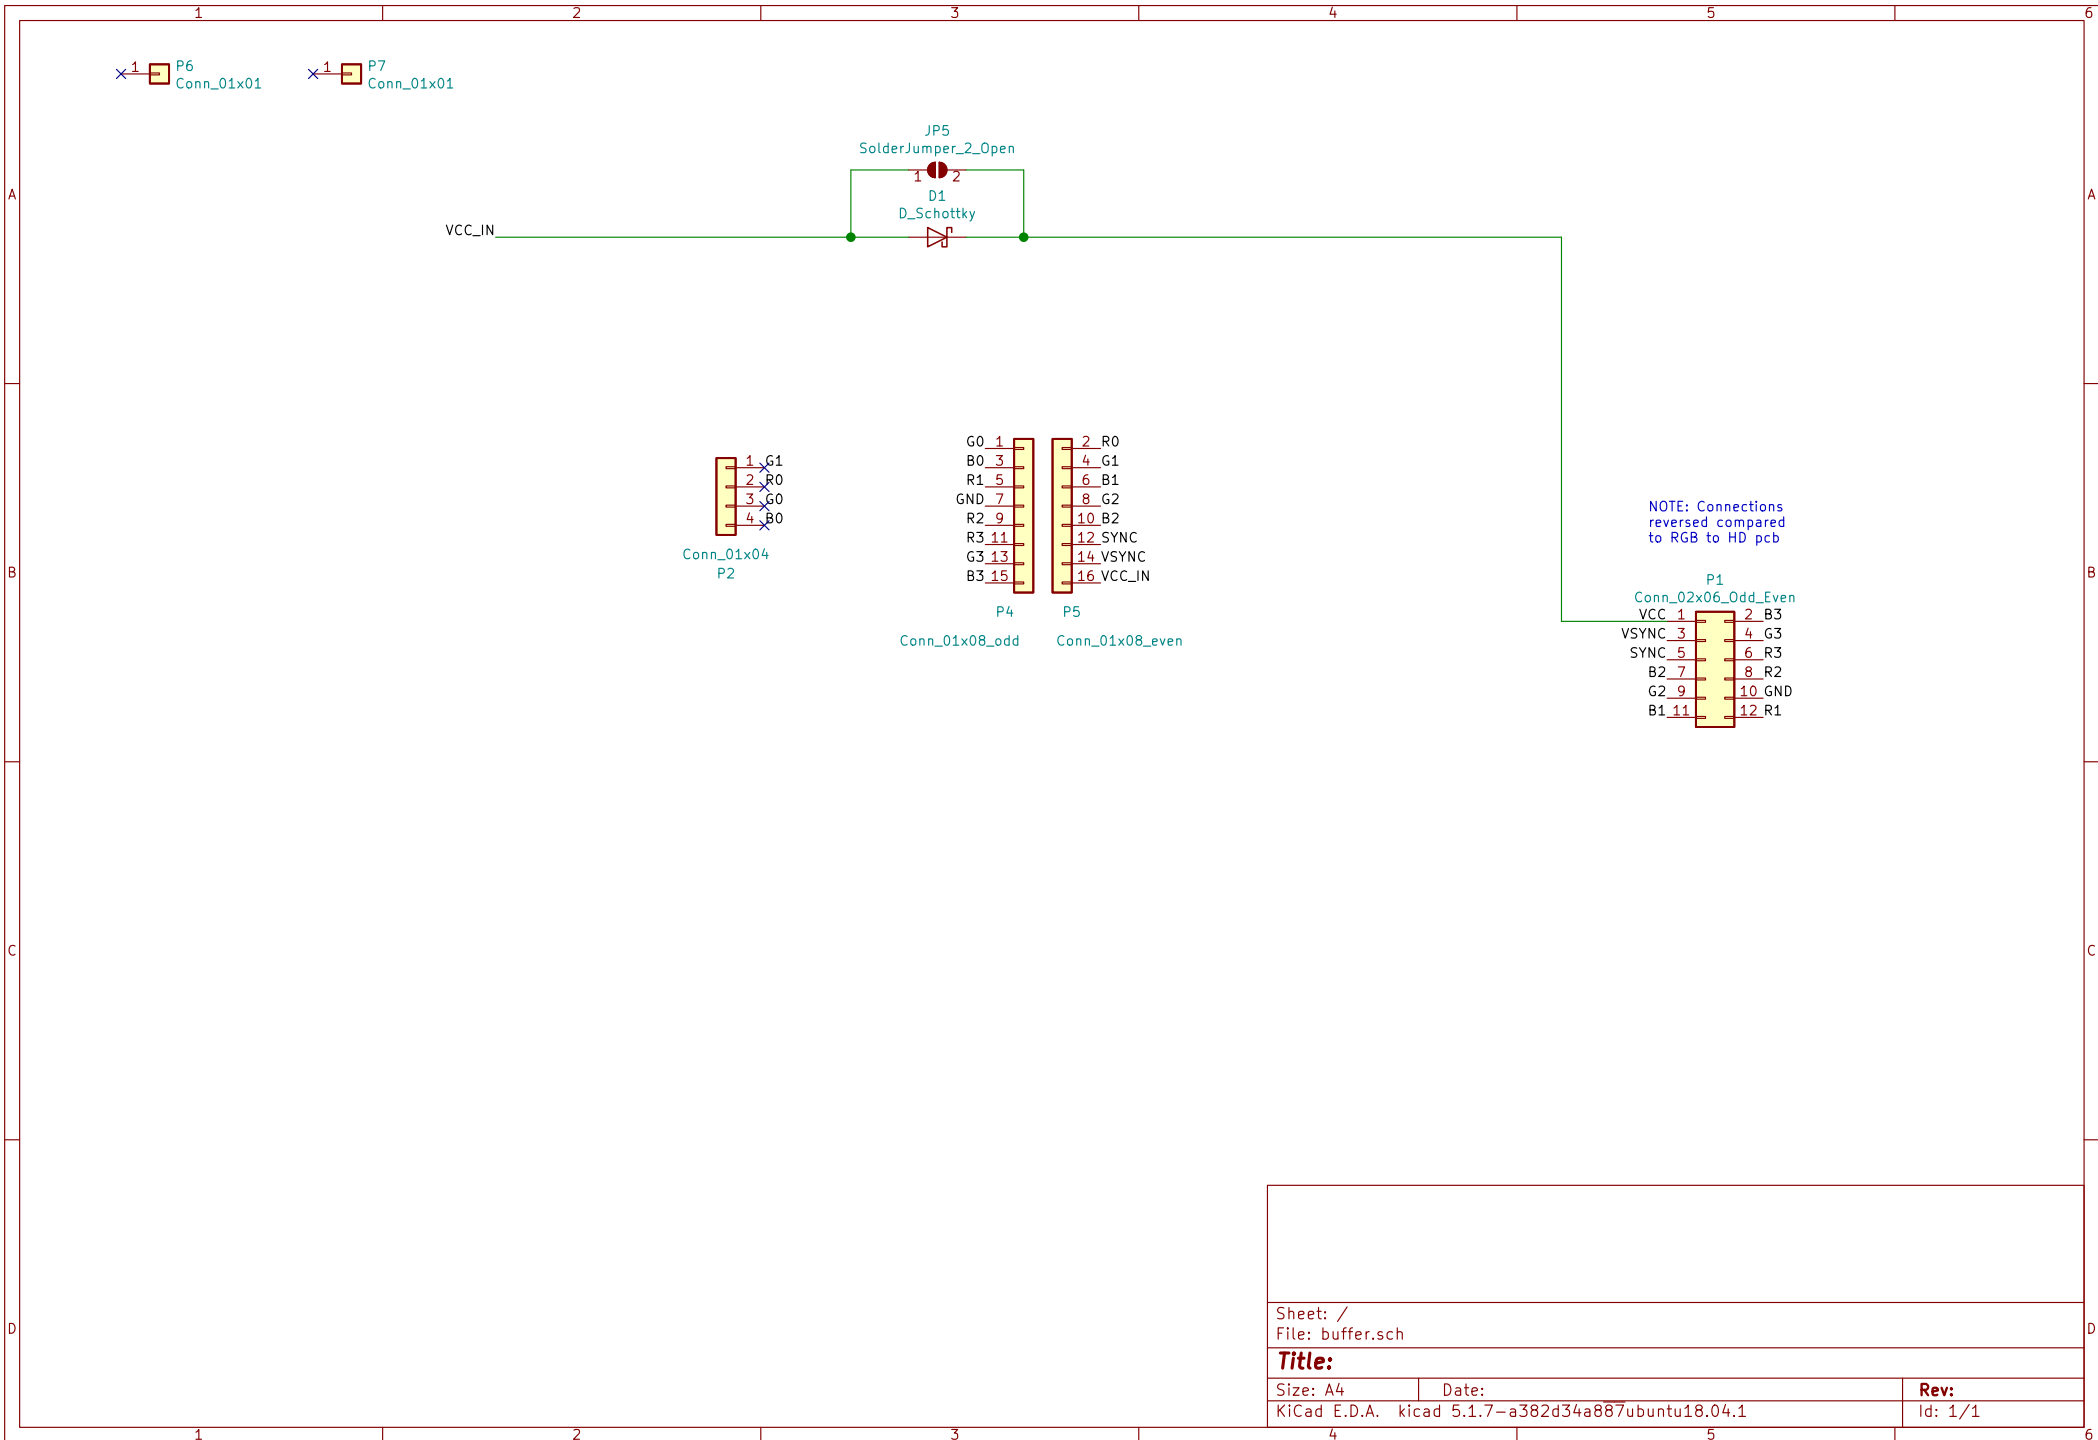 1 2 3 4 5 6
1 P6
Conn_01x01
1 P7
Conn_01x01
JP5
SolderJumper_2_Open
1 2
A A
D1
D_Schottky
VCC_IN
G0 1
B0 3
R1 5
GND 7
R2 9
R3 11
G3 13
B3 15
P4
Conn_01x08_odd
2 R0
4 G1
6 B1
8 G2
10 B2
12 SYNC
14 VSYNC
16 VCC_IN
P5
Conn_01x08_even
1 G1
2 R0
3 G0
4 B0
Conn_01x04
P2
NOTE: Connections
reversed compared
to RGB to HD pcb
B B
P1
Conn_02x06_Odd_Even
VCC 1 2 B3
VSYNC 3 4 G3
SYNC 5 6 R3
B2 7 8 R2
G2 9 10 GND
B1 11 12 R1
C C
D D
Sheet: /
File: buffer.sch
Title:
Size: A4 Date: Rev:
KiCad E.D.A. kicad 5.1.7-a382d34a887ubuntu18.04.1 Id: 1/1
1 2 3 4 5 6